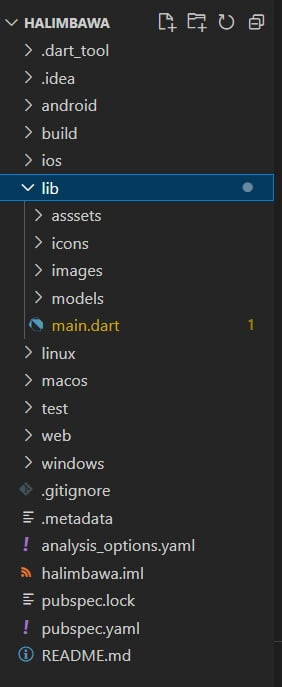 HALIMBAWA
.dart_tool
.idea
android
build
ios
lib
asssets
icons
images
models
main.dart 1
linux
macos
test
web
windows
.gitignore
.metadata
! analysis_options.yaml
halimbawa.iml
pubspec.lock
! pubspec.yaml
README.md